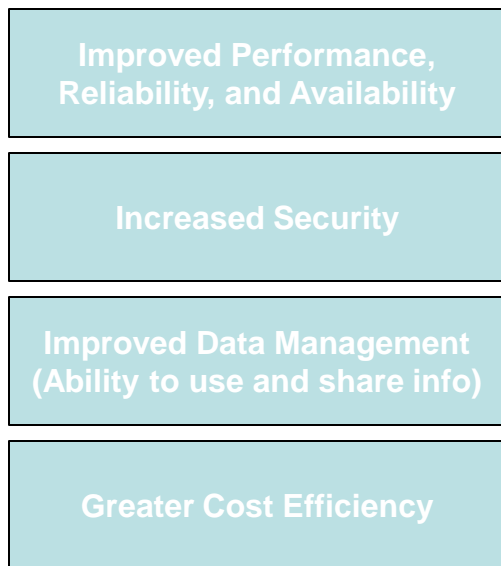 Improved Performance,
Reliability, and Availability
Increased Security
Improved Data Management
(Ability to use and share info)
Greater Cost Efficiency